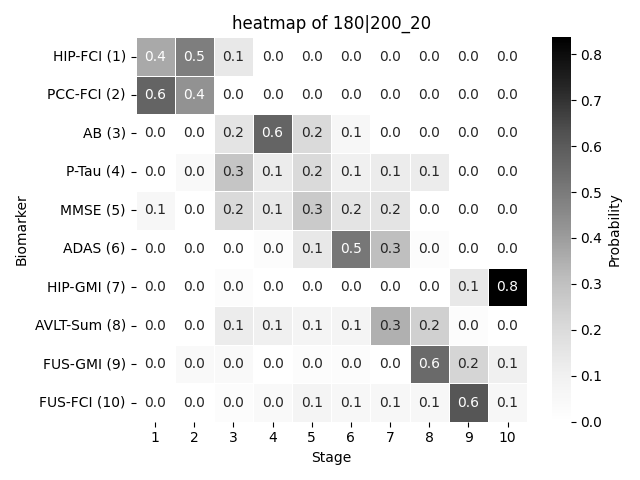 heatmap of 180|200_20
Biomarker
HIP-FCI (1) 0.4 0.5 0.1 0.0 0.0 0.0 0.0 0.0 0.0 0.0
PCC-FCI (2) 0.6 0.4 0.0 0.0 0.0 0.0 0.0 0.0 0.0 0.0
AB (3) 0.0 0.0 0.2 0.6 0.2 0.1 0.0 0.0 0.0 0.0
P-Tau (4) 0.0 0.0 0.3 0.1 0.2 0.1 0.1 0.1 0.0 0.0
MMSE (5) 0.1 0.0 0.2 0.1 0.3 0.2 0.2 0.0 0.0 0.0
ADAS (6) 0.0 0.0 0.0 0.0 0.1 0.5 0.3 0.0 0.0 0.0
HIP-GMI (7) 0.0 0.0 0.0 0.0 0.0 0.0 0.0 0.0 0.1 0.8
AVLT-Sum (8) 0.0 0.0 0.1 0.1 0.1 0.1 0.3 0.2 0.0 0.0
FUS-GMI (9) 0.0 0.0 0.0 0.0 0.0 0.0 0.0 0.6 0.2 0.1
FUS-FCI (10) 0.0 0.0 0.0 0.0 0.1 0.1 0.1 0.1 0.6 0.1
1 2 3 4 5 6 7 8 9 10
Stage
0.8
0.7
0.6
0.5
0.4
0.3
0.2
0.1
0.0
Probability